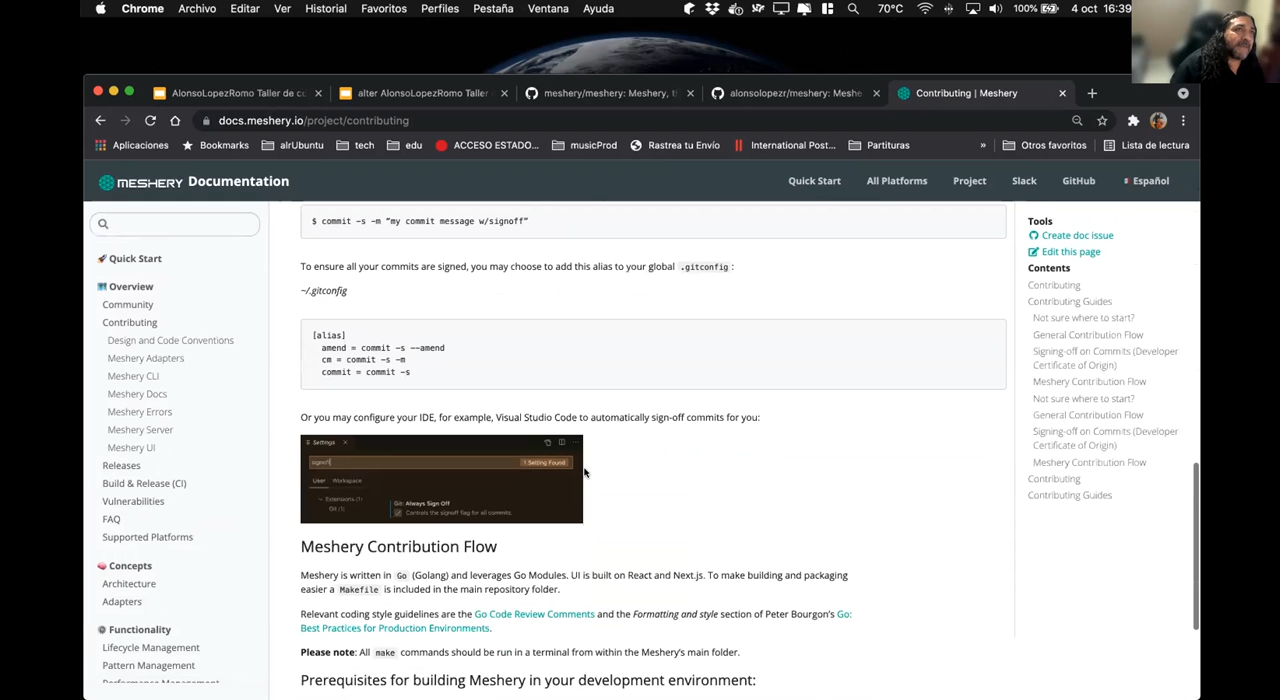 Chrome Archivo Editar Ver Historial Favoritos Perfiles Pestaña Ventana Ayuda 70°C 100% 4 oct 16:39
AlonsoLopezRomo Taller de co alter AlonsoLopezRomo Taller meshery/meshery: Meshery, t alonsolopezr/meshery: Meshe Contributing | Meshery
docs.meshery.io/project/contributing
Aplicaciones Bookmarks alrUbuntu tech edu ACCESO ESTADO... musicProd Rastrea tu Envío International Post... Partituras » Otros favoritos Lista de lectura
MESHERY Documentation Quick Start All Platforms Project Slack GitHub Español
Quick Start
Overview
Community
Contributing
Design and Code Conventions
Meshery Adapters
Meshery CLI
Meshery Docs
Meshery Errors
Meshery Server
Meshery UI
Releases
Build & Release (CI)
Vulnerabilities
FAQ
Supported Platforms
Concepts
Architecture
Adapters
Functionality
Lifecycle Management
Pattern Management
Performance Management
$ commit -s -m “my commit message w/signoff”
To ensure all your commits are signed, you may choose to add this alias to your global .gitconfig :
~/.gitconfig
[alias]
amend = commit -s --amend
cm = commit -s -m
commit = commit -s
Or you may configure your IDE, for example, Visual Studio Code to automatically sign-off commits for you:
Settings
signoff 1 Setting Found
User Workspace
Extensions (1)
Git (1)
Git: Always Sign Off
Controls the signoff flag for all commits.
Meshery Contribution Flow
Meshery is written in Go (Golang) and leverages Go Modules. UI is built on React and Next.js. To make building and packaging
easier a Makefile is included in the main repository folder.
Relevant coding style guidelines are the Go Code Review Comments and the Formatting and style section of Peter Bourgon’s Go:
Best Practices for Production Environments.
Please note: All make commands should be run in a terminal from within the Meshery’s main folder.
Prerequisites for building Meshery in your development environment:
Tools
Create doc issue
Edit this page
Contents
Contributing
Contributing Guides
Not sure where to start?
General Contribution Flow
Signing-off on Commits (Developer
Certificate of Origin)
Meshery Contribution Flow
Not sure where to start?
General Contribution Flow
Signing-off on Commits (Developer
Certificate of Origin)
Meshery Contribution Flow
Contributing
Contributing Guides